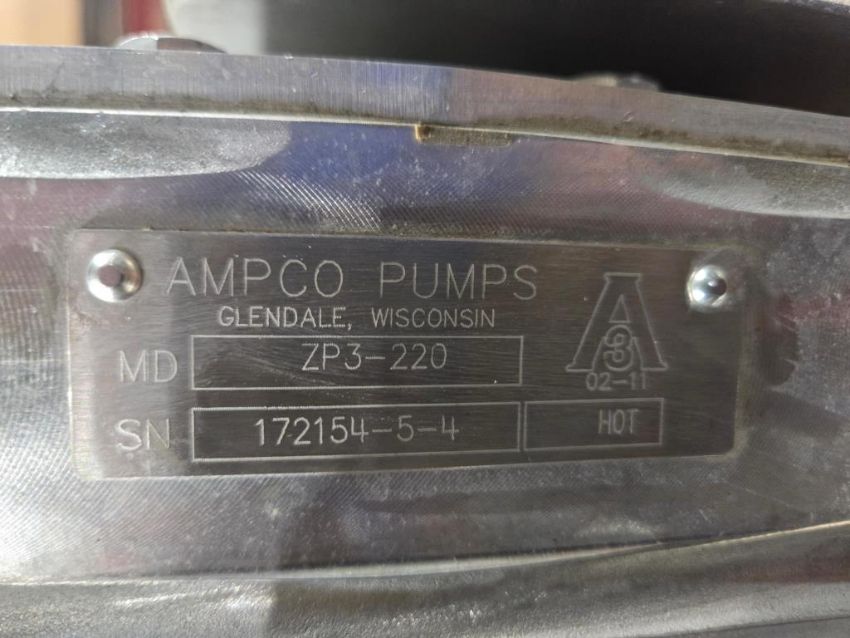 AMPCO PUMPS
GLENDALE, WISCONSIN
MD ZP3-220
A
3
02-11
SN 172154-5-4 HOT